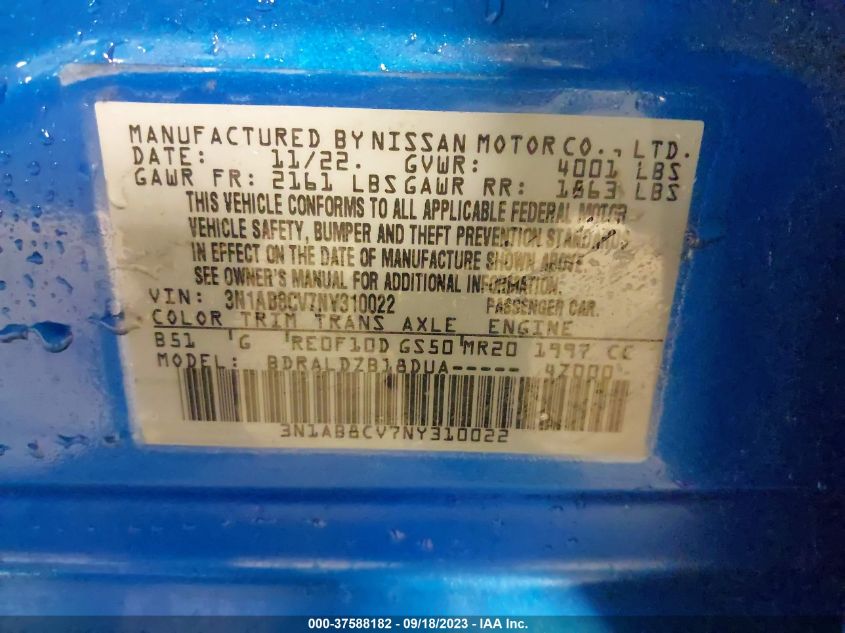 MANUFACTURED BY NISSAN MOTOR CO., LTD.
DATE: 11/22. GVWR: 4001 LBS
GAWR FR: 2161 LBS GAWR RR: 1863 LBS
THIS VEHICLE CONFORMS TO ALL APPLICABLE FEDERAL MOTOR
VEHICLE SAFETY, BUMPER AND THEFT PREVENTION STANDARDS
IN EFFECT ON THE DATE OF MANUFACTURE SHOWN ABOVE.
SEE OWNER'S MANUAL FOR ADDITIONAL INFORMATION.
VIN: 3N1AB8CV7NY310022 PASSENGER CAR.
COLOR TRIM TRANS AXLE ENGINE
B51 G RE0F10D GS50 MR20 1997 CC
MODEL: BDRALDZB18DUA----- 4Z000
3N1AB8CV7NY310022
000-37588182 / 09/18/2023 - IAA Inc.